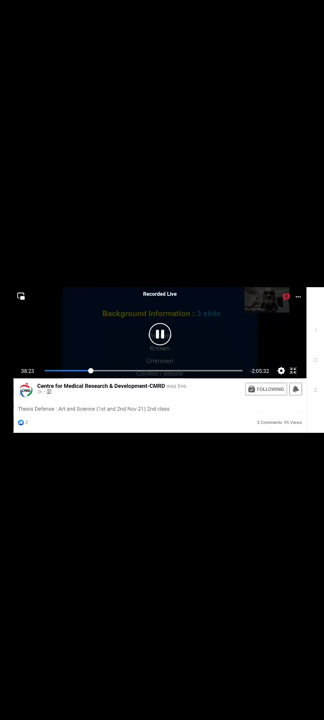 Recorded Live
Background Information : 3 slide
Known
Unknown
Conflict / debate
38:23
-2:05:32
Centre for Medical Research & Development-CMRD was live.
FOLLOWING
Thesis Defense : Art and Science (1st and 2nd Nov 21) 2nd class
3 Comments 93 Views